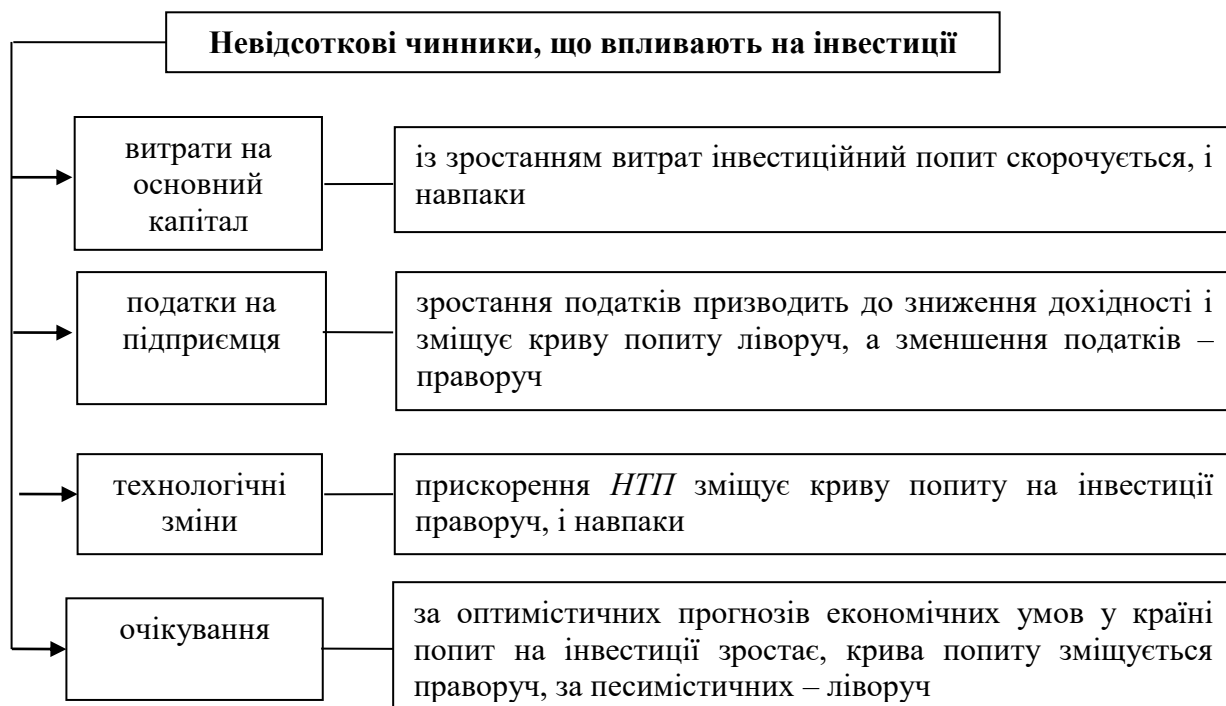 Невідсоткові чинники, що впливають на інвестиції
витрати на
основний
капітал
із зростанням витрат інвестиційний попит скорочується, і
навпаки
податки на
підприємця
зростання податків призводить до зниження дохідності і
зміщує криву попиту ліворуч, а зменшення податків –
праворуч
технологічні
зміни
прискорення НТП зміщує криву попиту на інвестиції
праворуч, і навпаки
очікування
за оптимістичних прогнозів економічних умов у країні
попит на інвестиції зростає, крива попиту зміщується
праворуч, за песимістичних – ліворуч